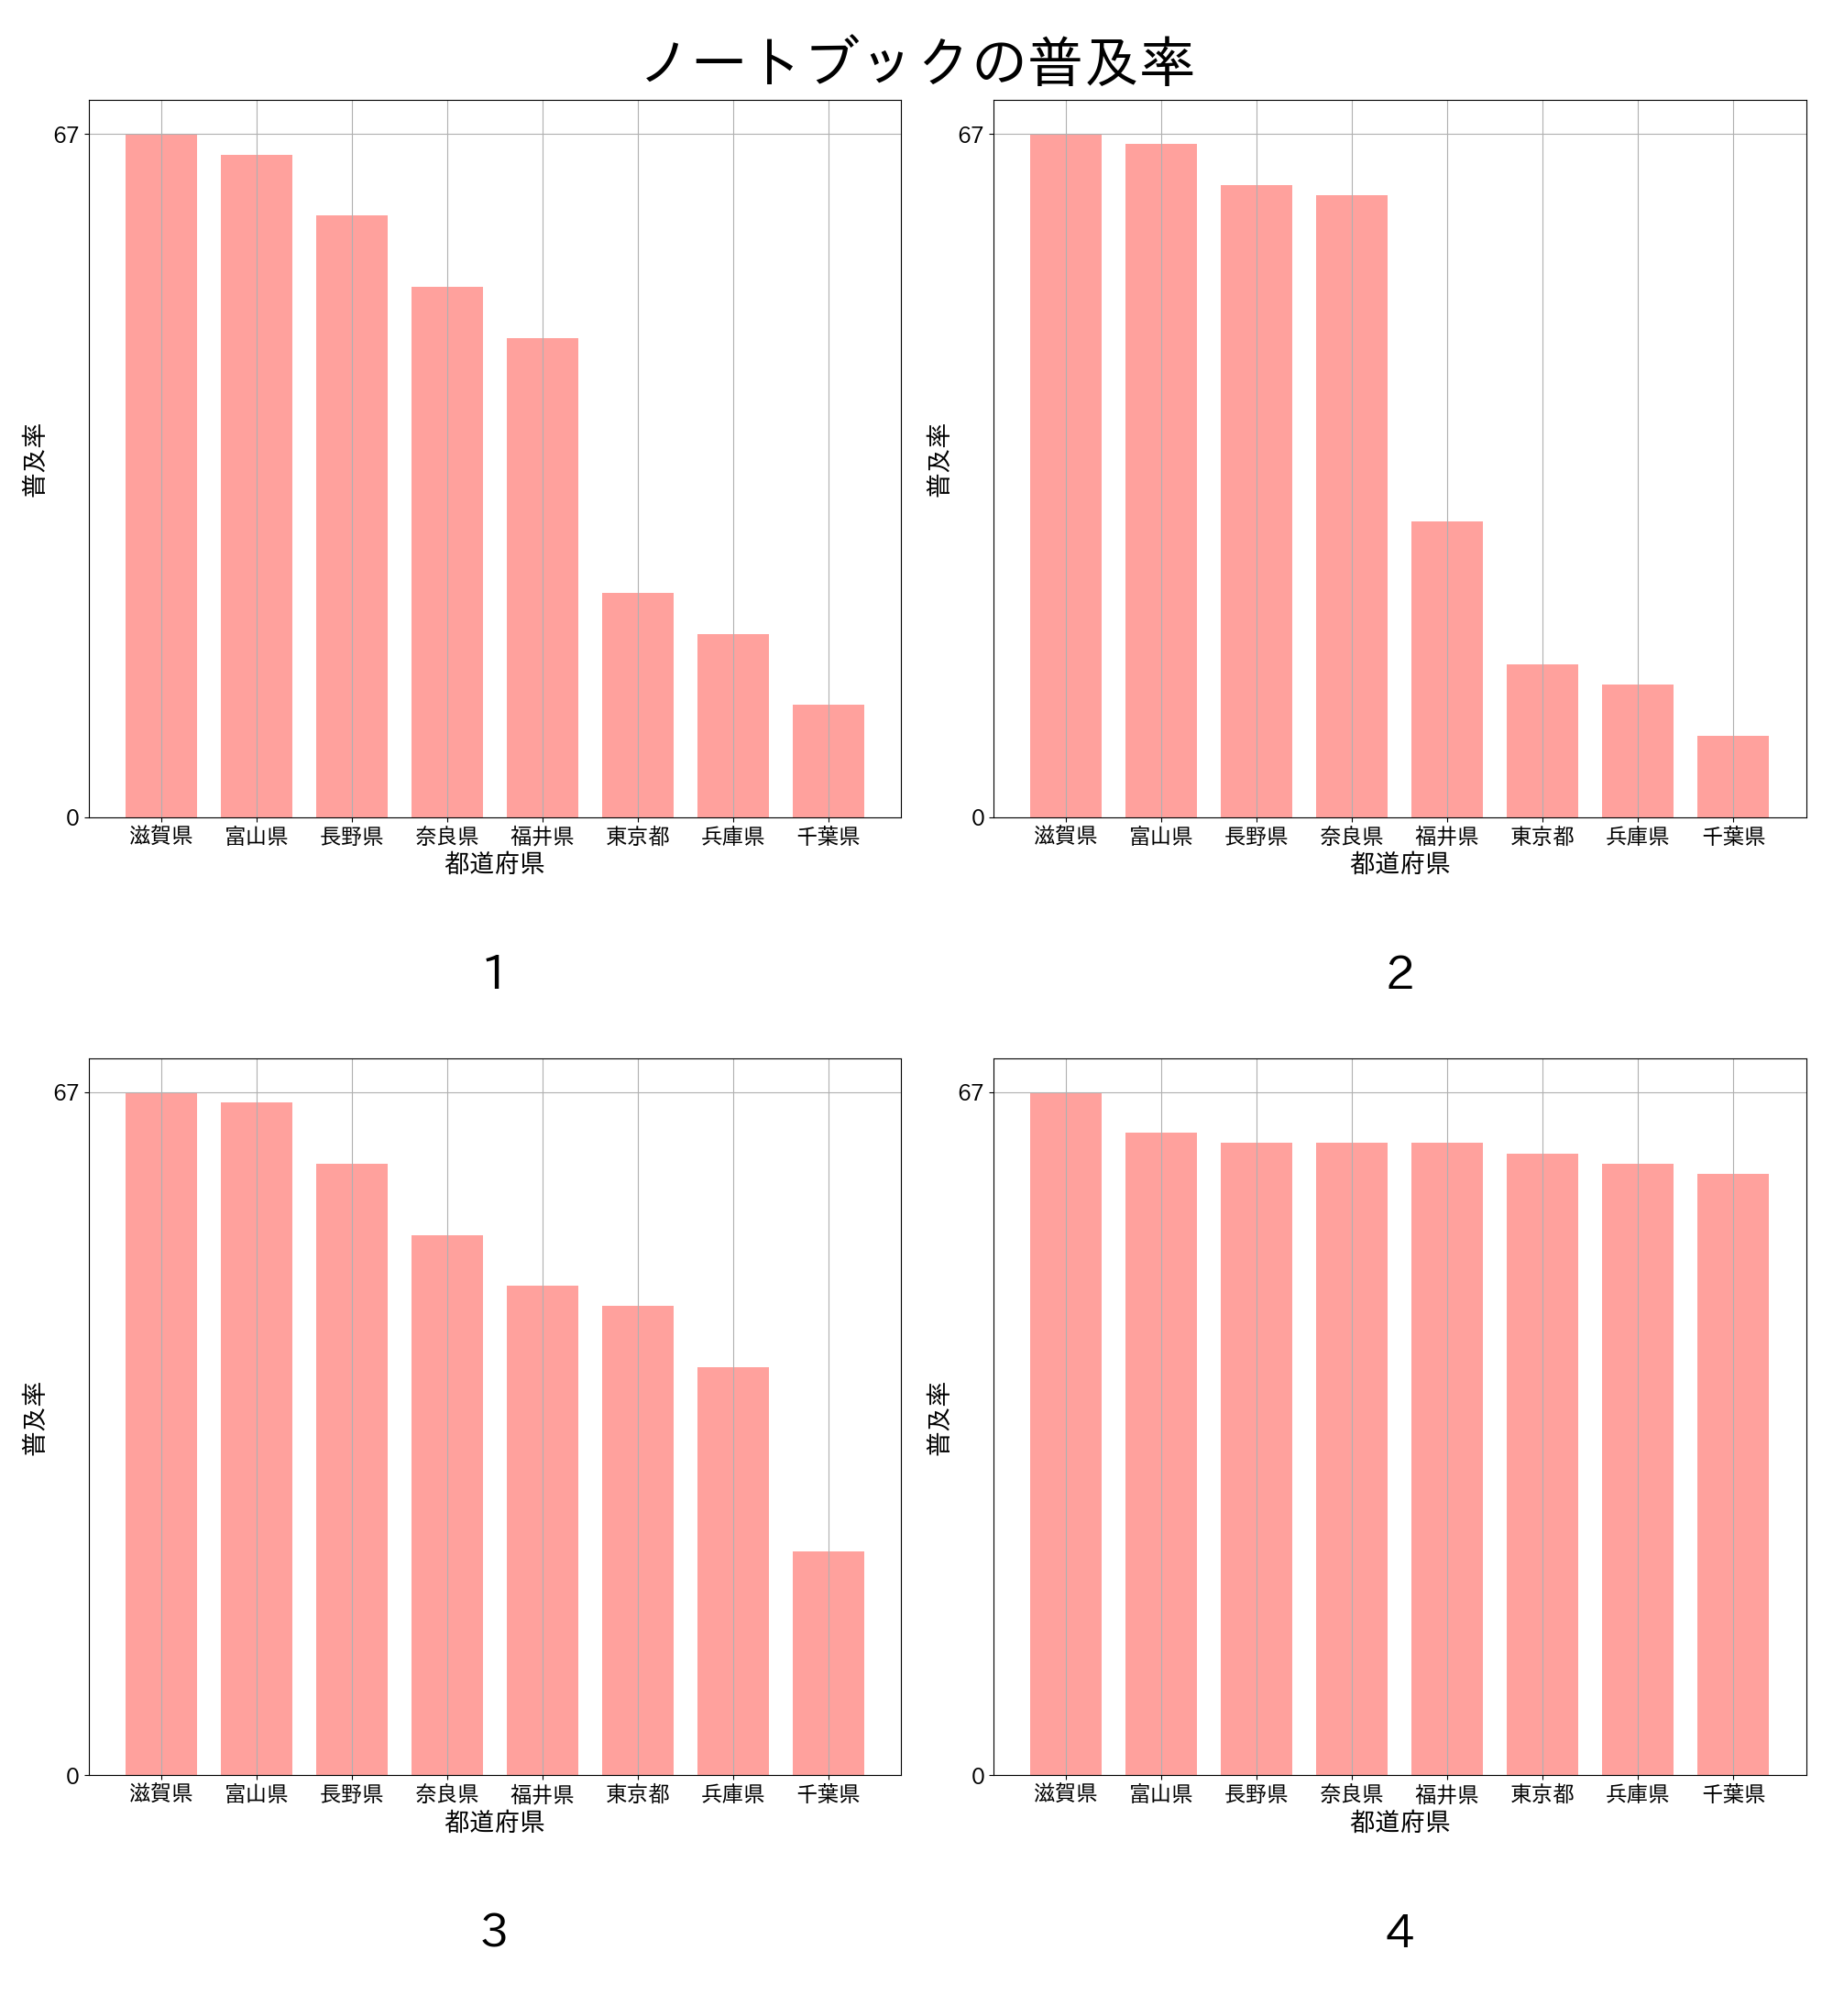 ノートブックの普及率
67
0
普及率
滋賀県 富山県 長野県 奈良県 福井県 東京都 兵庫県 千葉県
都道府県
1
67
0
普及率
滋賀県 富山県 長野県 奈良県 福井県 東京都 兵庫県 千葉県
都道府県
2
67
0
普及率
滋賀県 富山県 長野県 奈良県 福井県 東京都 兵庫県 千葉県
都道府県
3
67
0
普及率
滋賀県 富山県 長野県 奈良県 福井県 東京都 兵庫県 千葉県
都道府県
4